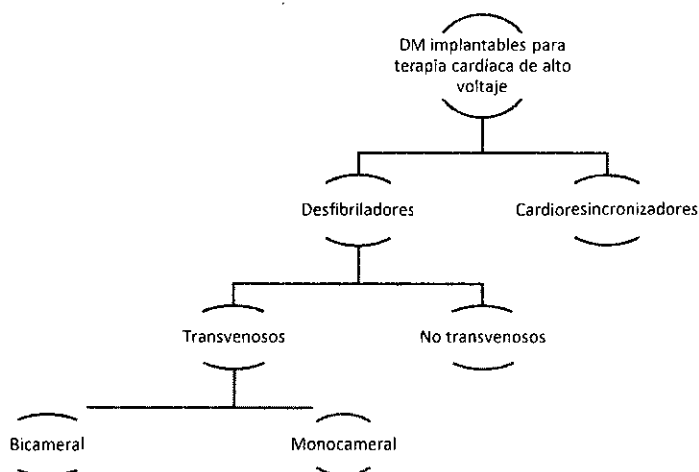 DM implantables para
terapia cardíaca de alto
voltaje
Desfibriladores
Cardioresincronizadores
Transvenosos
No transvenosos
Bicameral
Monocameral